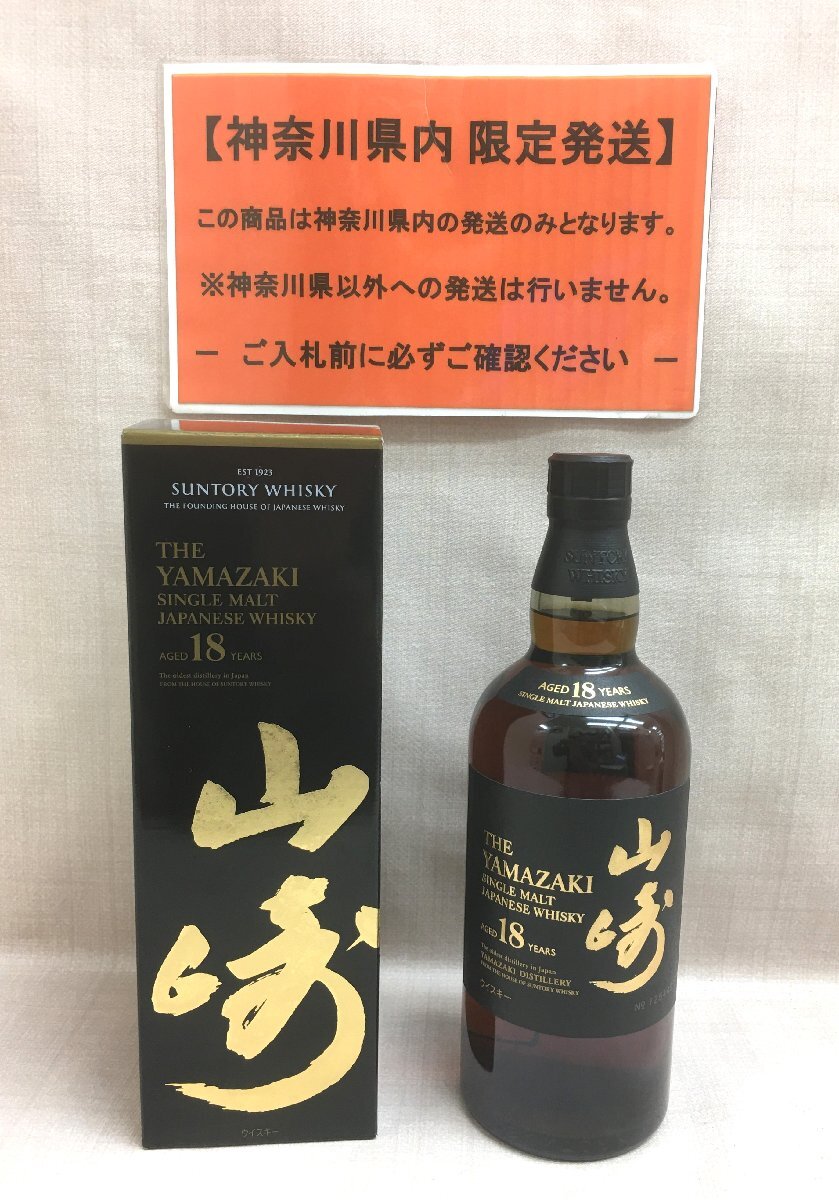 【神奈川県内 限定発送】
この商品は神奈川県内の発送のみとなります。
※神奈川県以外への発送は行いません。
ー ご入札前に必ずご確認ください ー
EST 1923
SUNTORY WHISKY
THE FOUNDING HOUSE OF JAPANESE WHISKY
THE
YAMAZAKI
SINGLE MALT
JAPANESE WHISKY
AGED 18 YEARS
The oldest distillery in Japan
FROM THE HOUSE OF SUNTORY WHISKY
山崎
ウイスキー
SUNTORY
WHISKY
AGED 18 YEARS
SINGLE MALT JAPANESE WHISKY
THE
YAMAZAKI
SINGLE MALT
JAPANESE WHISKY
AGED 18 YEARS
The oldest distillery in Japan
YAMAZAKI DISTILLERY
FROM THE HOUSE OF SUNTORY WHISKY
ウイスキー
山崎
No